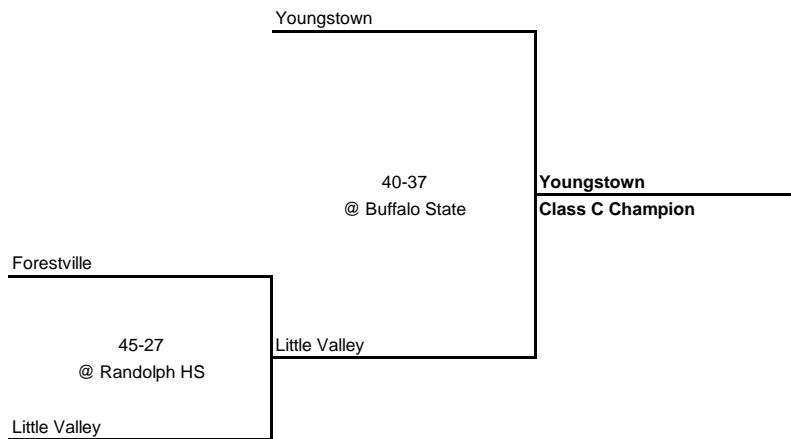 Youngstown
40-37
Youngstown
@ Buffalo State
Class C Champion
Forestville
45-27
Little Valley
@ Randolph HS
Little Valley